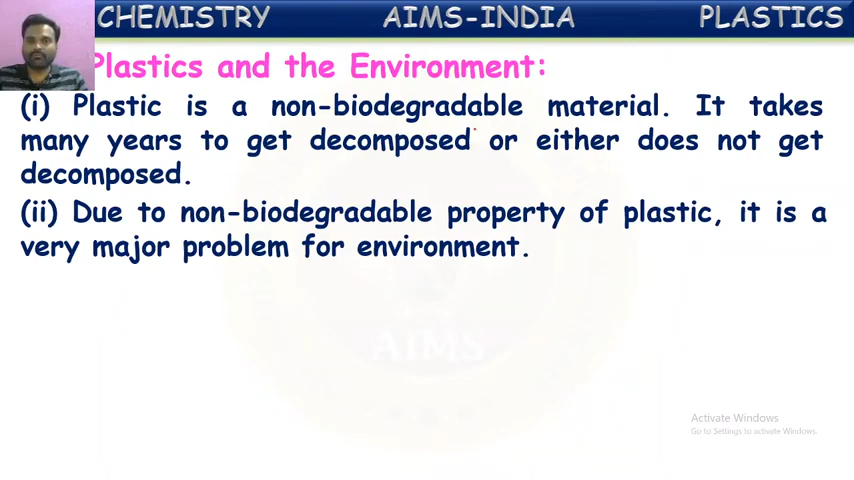 CHEMISTRY AIMS-INDIA PLASTICS
Plastics and the Environment:
(i) Plastic is a non-biodegradable material. It takes
many years to get decomposed or either does not get
decomposed.
(ii) Due to non-biodegradable property of plastic, it is a
very major problem for environment.
AIMS
Activate Windows
Go to Settings to activate Windows.